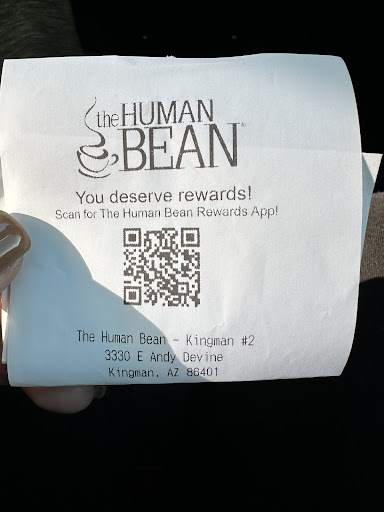 the HUMAN
BEAN®
You deserve rewards!
Scan for The Human Bean Rewards App!
The Human Bean - Kingman #2
3330 E Andy Devine
Kingman, AZ 86401